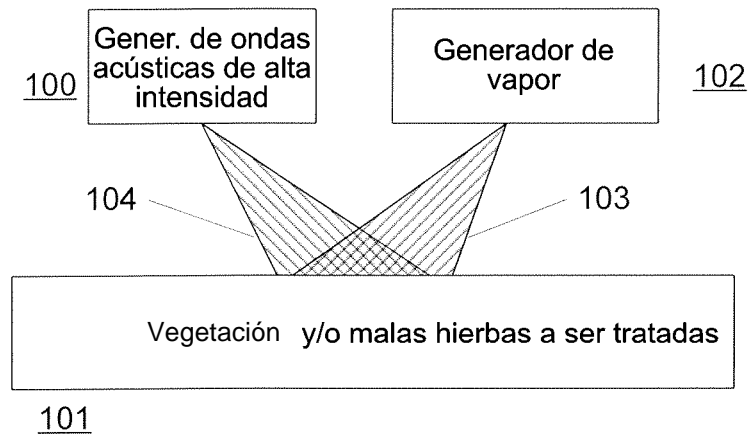 Gener. de ondas
acústicas de alta
intensidad
100
Generador de
vapor
102
104
103
Vegetación y/o malas hierbas a ser tratadas
101